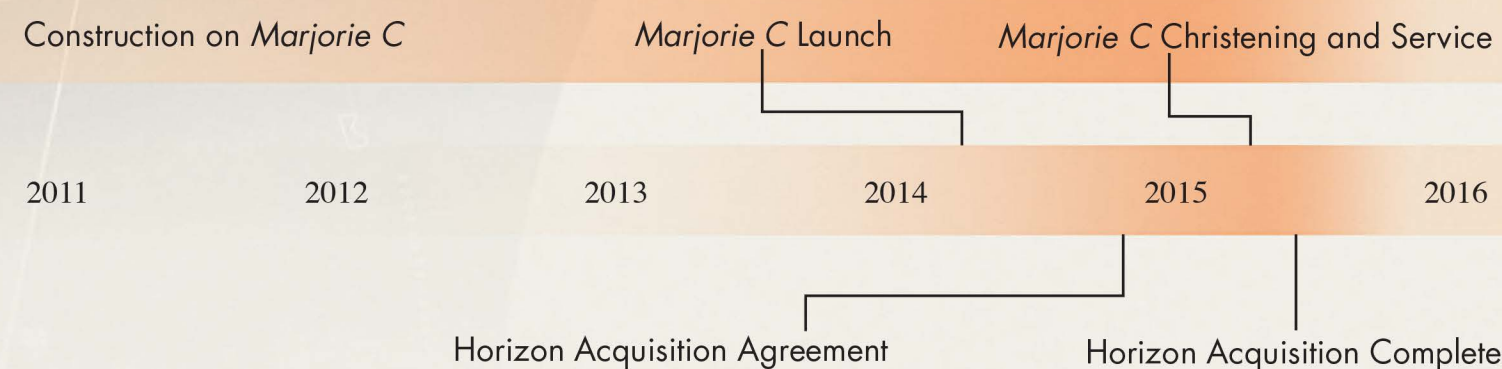 Construction on Marjorie C
Marjorie C Launch
Marjorie C Christening and Service
2011 2012 2013 2014 2015 2016
Horizon Acquisition Agreement
Horizon Acquisition Complete